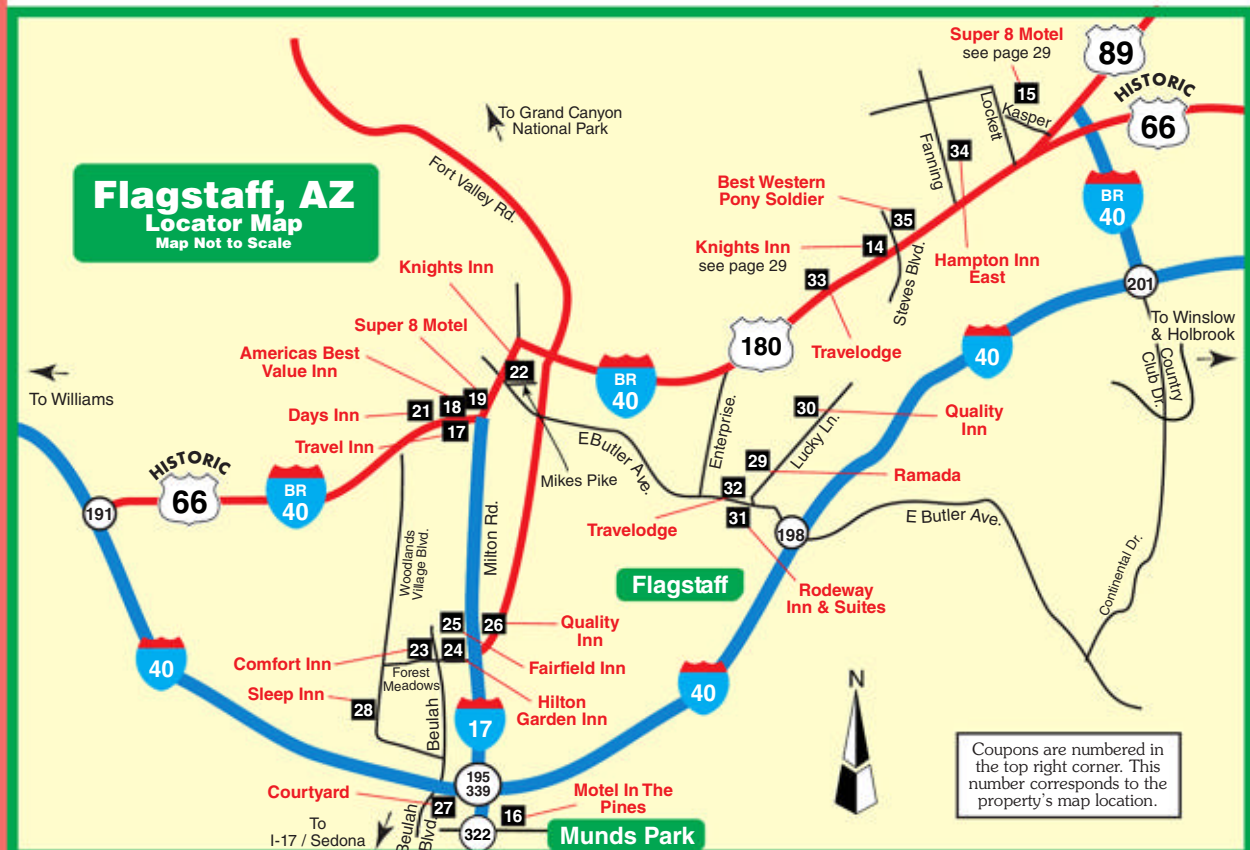 Super 8 Motel
see page 29
89
15
Kasper
HISTORIC
66
Lockett
Fanning
34
BR
40
To Grand Canyon
National Park
Fort Valley Rd.
Flagstaff, AZ
Locator Map
Map Not to Scale
Best Western
Pony Soldier
35
Knights Inn
see page 29
14
33
Steves Blvd.
Hampton Inn
East
201
To Winslow
& Holbrook
Country
Club Dr.
Knights Inn
Super 8 Motel
Americas Best
Value Inn
Days Inn
Travel Inn
22
19
18
21
17
180
Travelodge
40
BR
40
To Williams
30
Quality
Inn
Lucky Ln.
Enterprise.
E Butler Ave.
Mikes Pike
29
Ramada
32
Travelodge
31
198
E Butler Ave.
HISTORIC
66
BR
40
191
Woodlands
Village Blvd.
Milton Rd.
Flagstaff
Rodeway
Inn & Suites
Continental Dr.
25
26
Quality
Inn
23
24
Comfort Inn
Fairfield Inn
Forest
Meadows
Sleep Inn
28
Beulah
Hilton
Garden Inn
40
17
40
N
Coupons are numbered in
the top right corner. This
number corresponds to the
property's map location.
195
339
Courtyard
27
Motel In The
Pines
16
To
I-17 / Sedona
Beulah
Blvd.
322
Munds Park